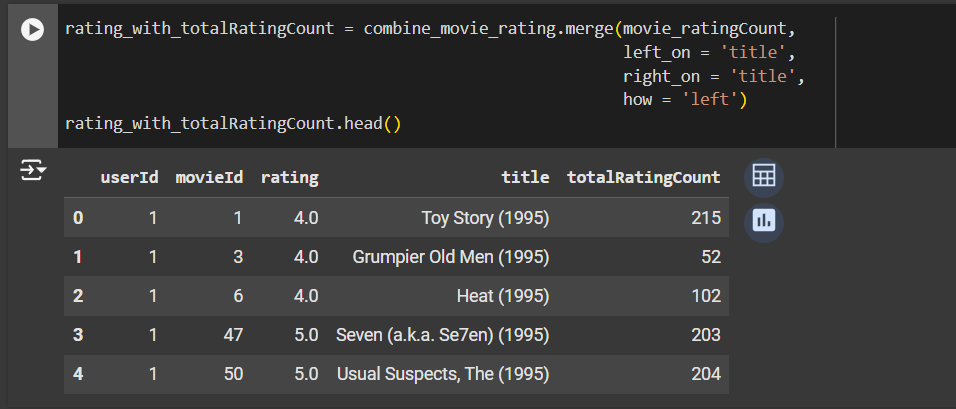 rating_with_totalRatingCount = combine_movie_rating.merge(movie_ratingCount,
left_on = 'title',
right_on = 'title',
how = 'left')
rating_with_totalRatingCount.head()
userId movieId rating title totalRatingCount
0 1 1 4.0 Toy Story (1995) 215
1 1 3 4.0 Grumpier Old Men (1995) 52
2 1 6 4.0 Heat (1995) 102
3 1 47 5.0 Seven (a.k.a. Se7en) (1995) 203
4 1 50 5.0 Usual Suspects, The (1995) 204